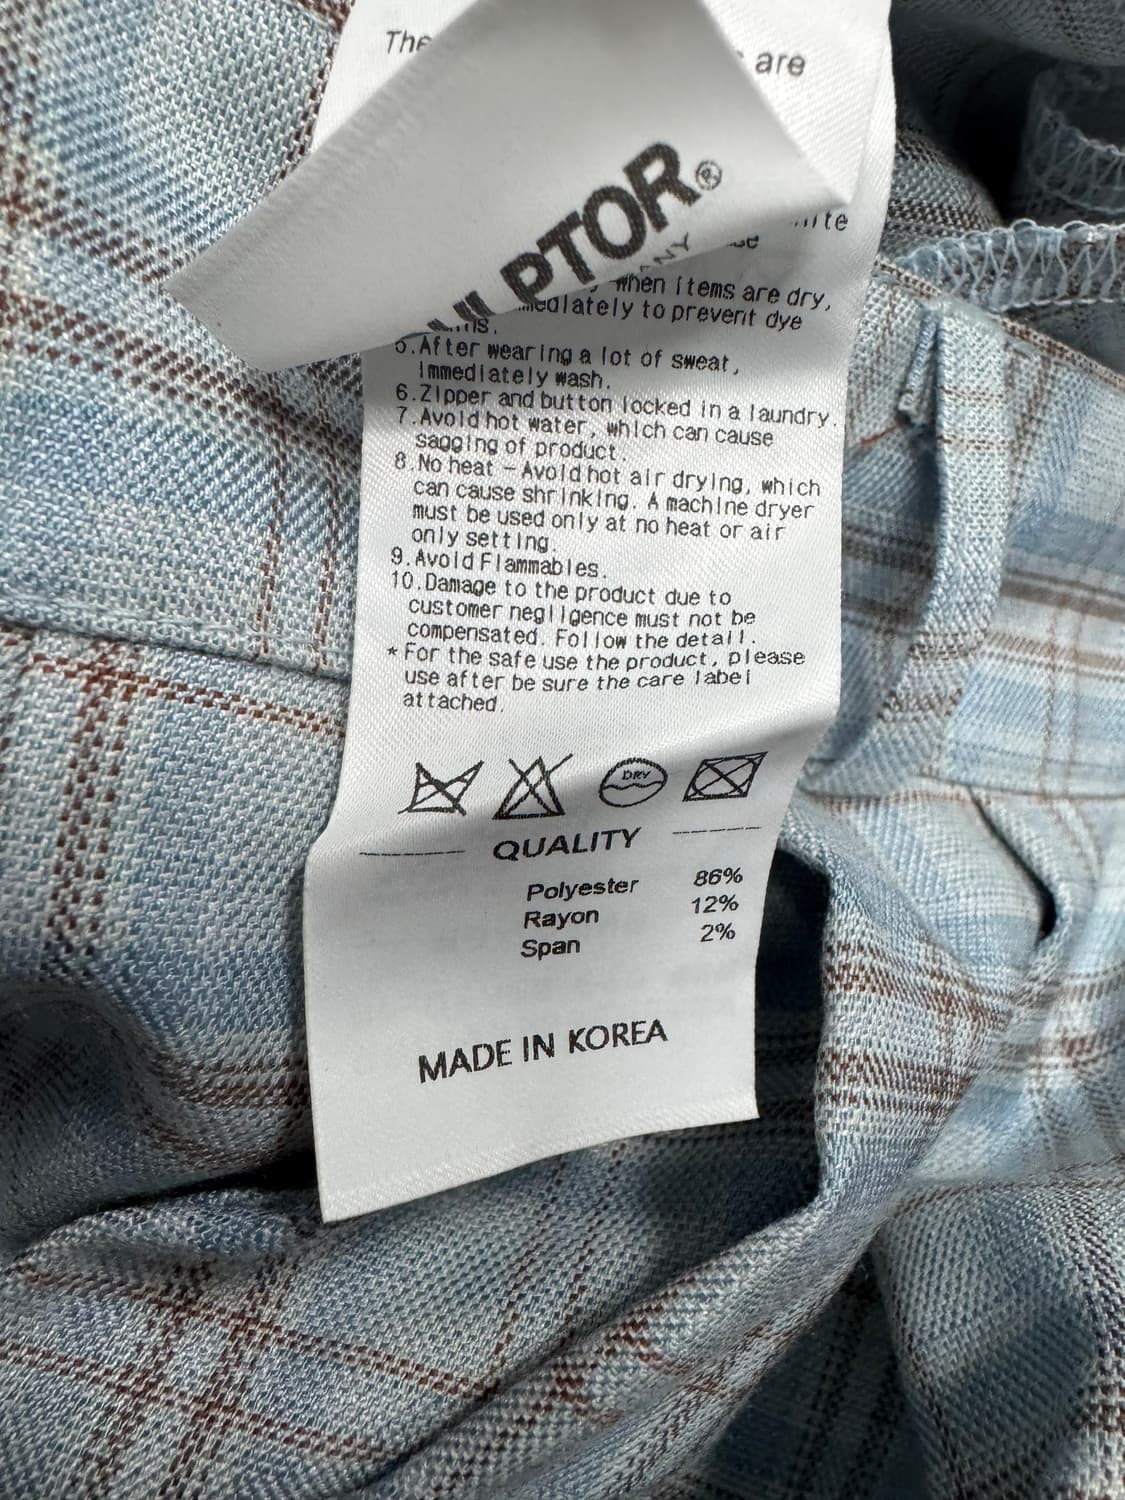 The
are
PTOR®
when items are dry,
to prevent dye
5.After wearing a lot of sweat,
immediately wash.
6.Zipper and button locked in a laundry.
7.Avoid hot water, which can cause
sagging of product.
8.No heat – Avoid hot air drying, which
can cause shrinking. A machine dryer
must be used only at no heat or air
only setting.
9.Avoid Flammables.
10.Damage to the product due to
customer negligence must not be
compensated. Follow the detail.
*For the safe use the product, please
use after be sure the care label
attached.
DRY
QUALITY
Polyester 86%
Rayon 12%
Span 2%
MADE IN KOREA